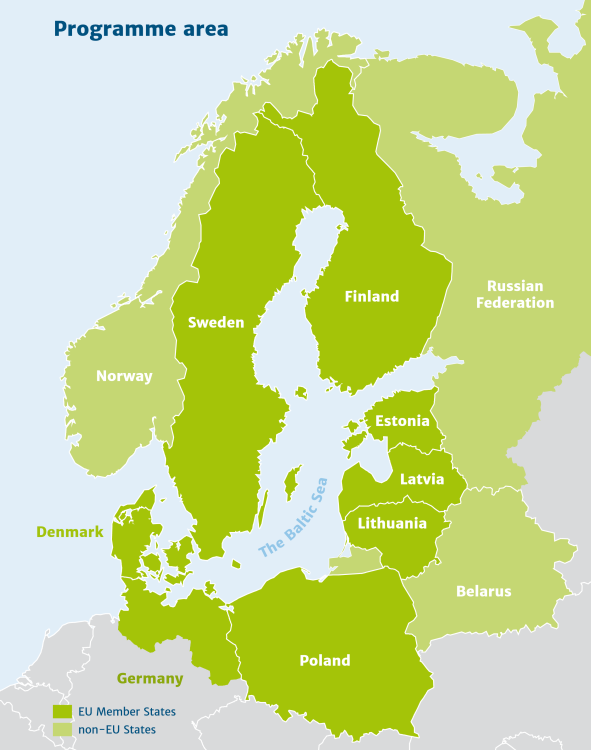 Programme area
Russian
Federation
Finland
Sweden
Norway
Estonia
Latvia
The Baltic Sea
Lithuania
Denmark
Belarus
Poland
Germany
EU Member States
non-EU States